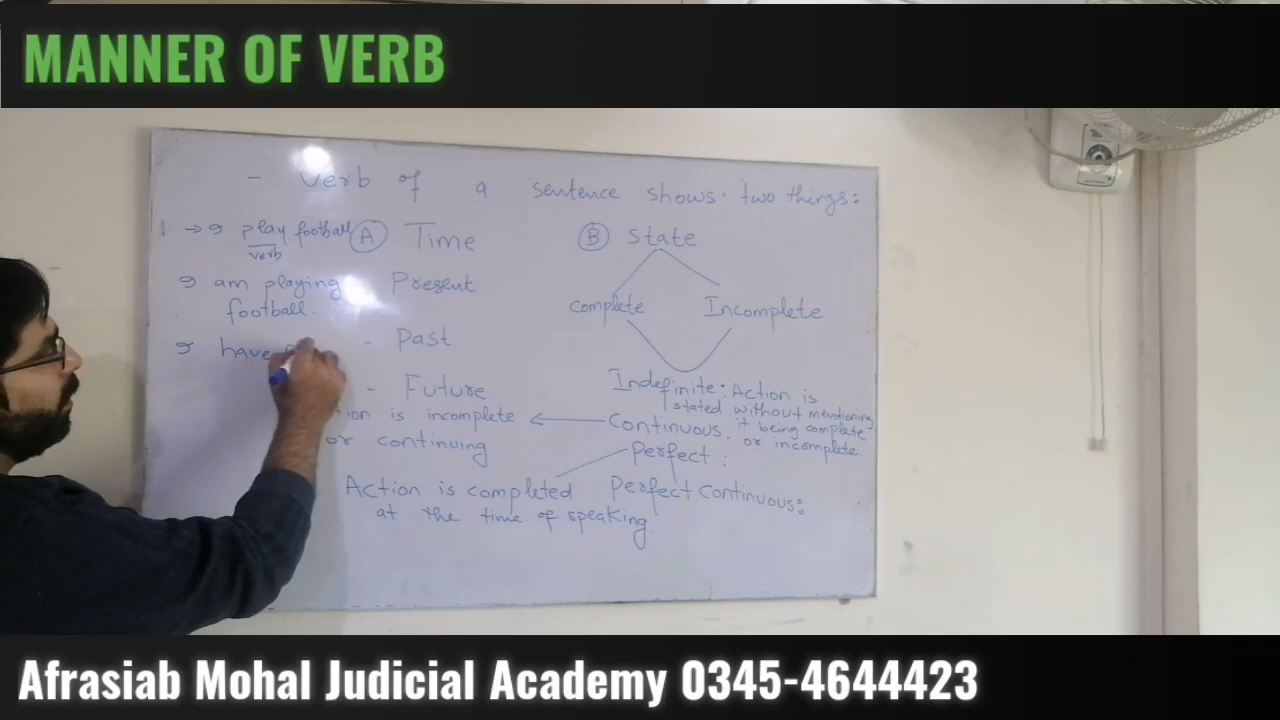 MANNER OF VERB
- Verb of a sentence shows two things:
→ I play football
verb
A Time
B State
I am playing
football.
- Present
complete
Incomplete
I have
- Past
- Future
Indefinite: Action is
stated without mentioning
it being complete
or incomplete.
Continuous:
is incomplete
or continuing
Perfect:
Action is completed
at the time of speaking.
Perfect Continuous:
Afrasiab Mohal Judicial Academy 0345-4644423